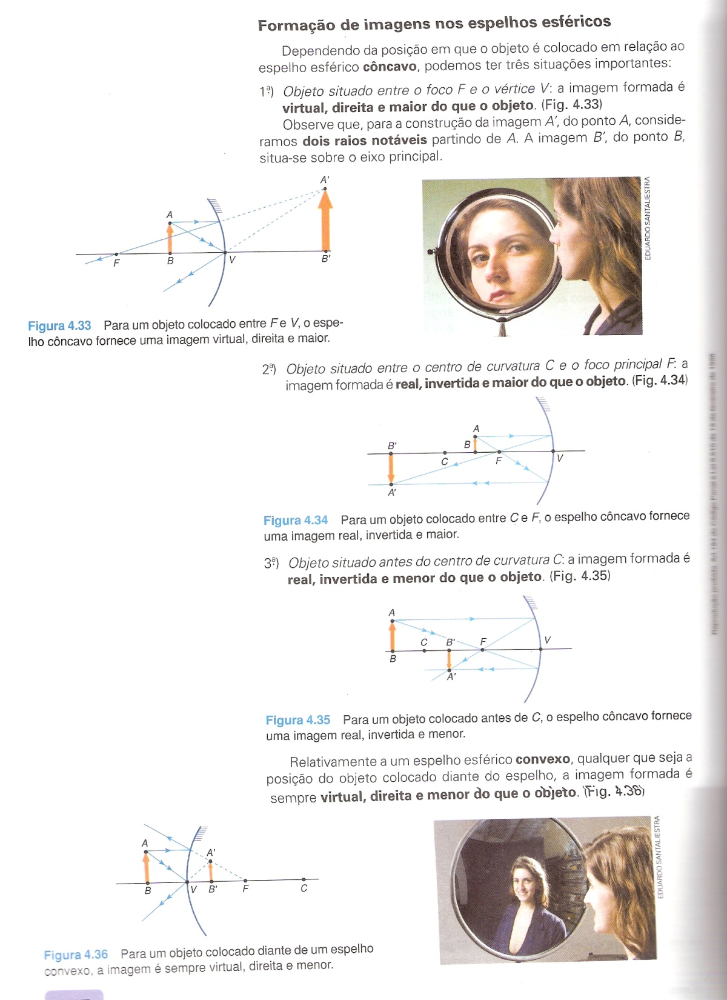 Formação de imagens nos espelhos esféricos
Dependendo da posição em que o objeto é colocado em relação ao
espelho esférico côncavo, podemos ter três situações importantes:
1ª) Objeto situado entre o foco F e o vértice V: a imagem formada é
virtual, direita e maior do que o objeto. (Fig. 4.33)
Observe que, para a construção da imagem A', do ponto A, conside-
ramos dois raios notáveis partindo de A. A imagem B', do ponto B,
situa-se sobre o eixo principal.
A'
A
F
B
V
B'
EDUARDO SANTALIESTRA
Figura 4.33 Para um objeto colocado entre F e V, o espe-
lho côncavo fornece uma imagem virtual, direita e maior.
2ª) Objeto situado entre o centro de curvatura C e o foco principal F: a
imagem formada é real, invertida e maior do que o objeto. (Fig. 4.34)
A
B'
B
C
F
V
A'
Figura 4.34 Para um objeto colocado entre C e F, o espelho côncavo fornece
uma imagem real, invertida e maior.
3ª) Objeto situado antes do centro de curvatura C: a imagem formada é
real, invertida e menor do que o objeto. (Fig. 4.35)
A
C
B'
F
V
B
A'
Figura 4.35 Para um objeto colocado antes de C, o espelho côncavo fornece
uma imagem real, invertida e menor.
Relativamente a um espelho esférico convexo, qualquer que seja a
posição do objeto colocado diante do espelho, a imagem formada é
sempre virtual, direita e menor do que o objeto. (Fig. 4.36)
A
A'
B
V
B'
F
C
EDUARDO SANTALIESTRA
Figura 4.36 Para um objeto colocado diante de um espelho
convexo, a imagem é sempre virtual, direita e menor.